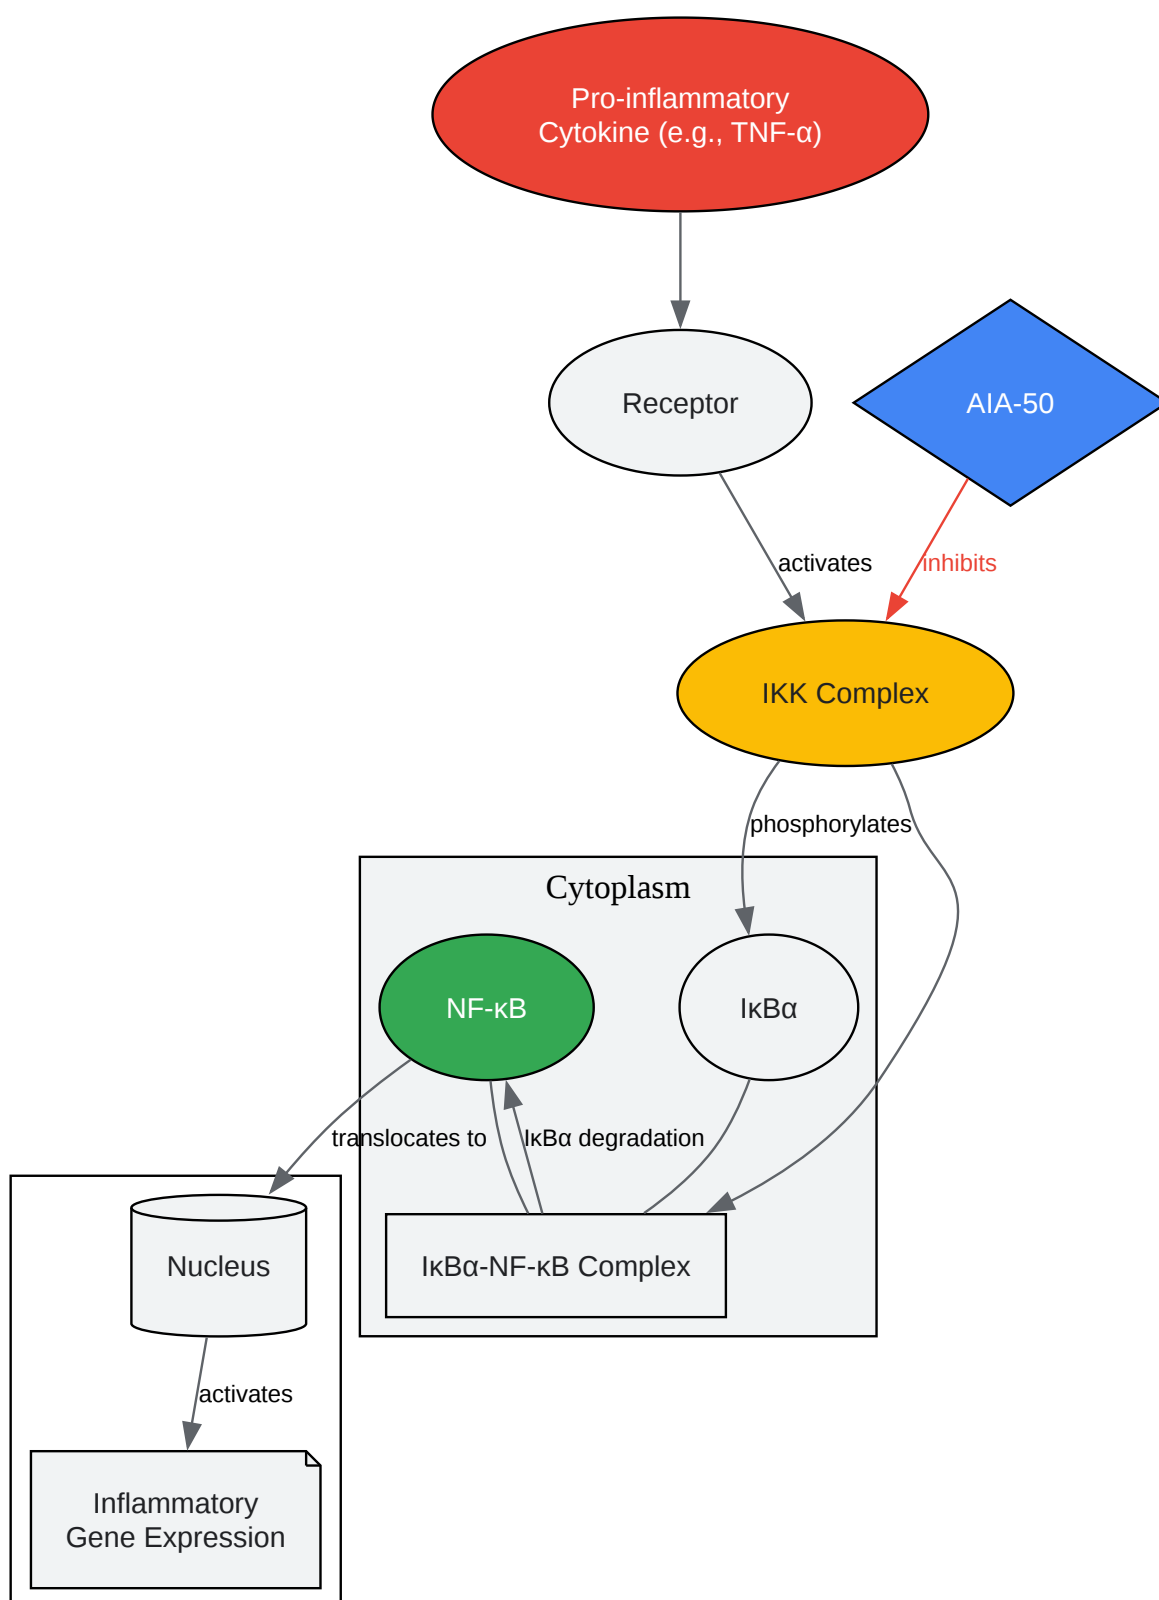 Pro-inflammatory
Cytokine (e.g., TNF-α)
Receptor
AIA-50
activates
inhibits
IKK Complex
phosphorylates
Cytoplasm
NF-κB
IκBα
translocates to
IκBα degradation
Nucleus
IκBα-NF-κB Complex
activates
Inflammatory
Gene Expression